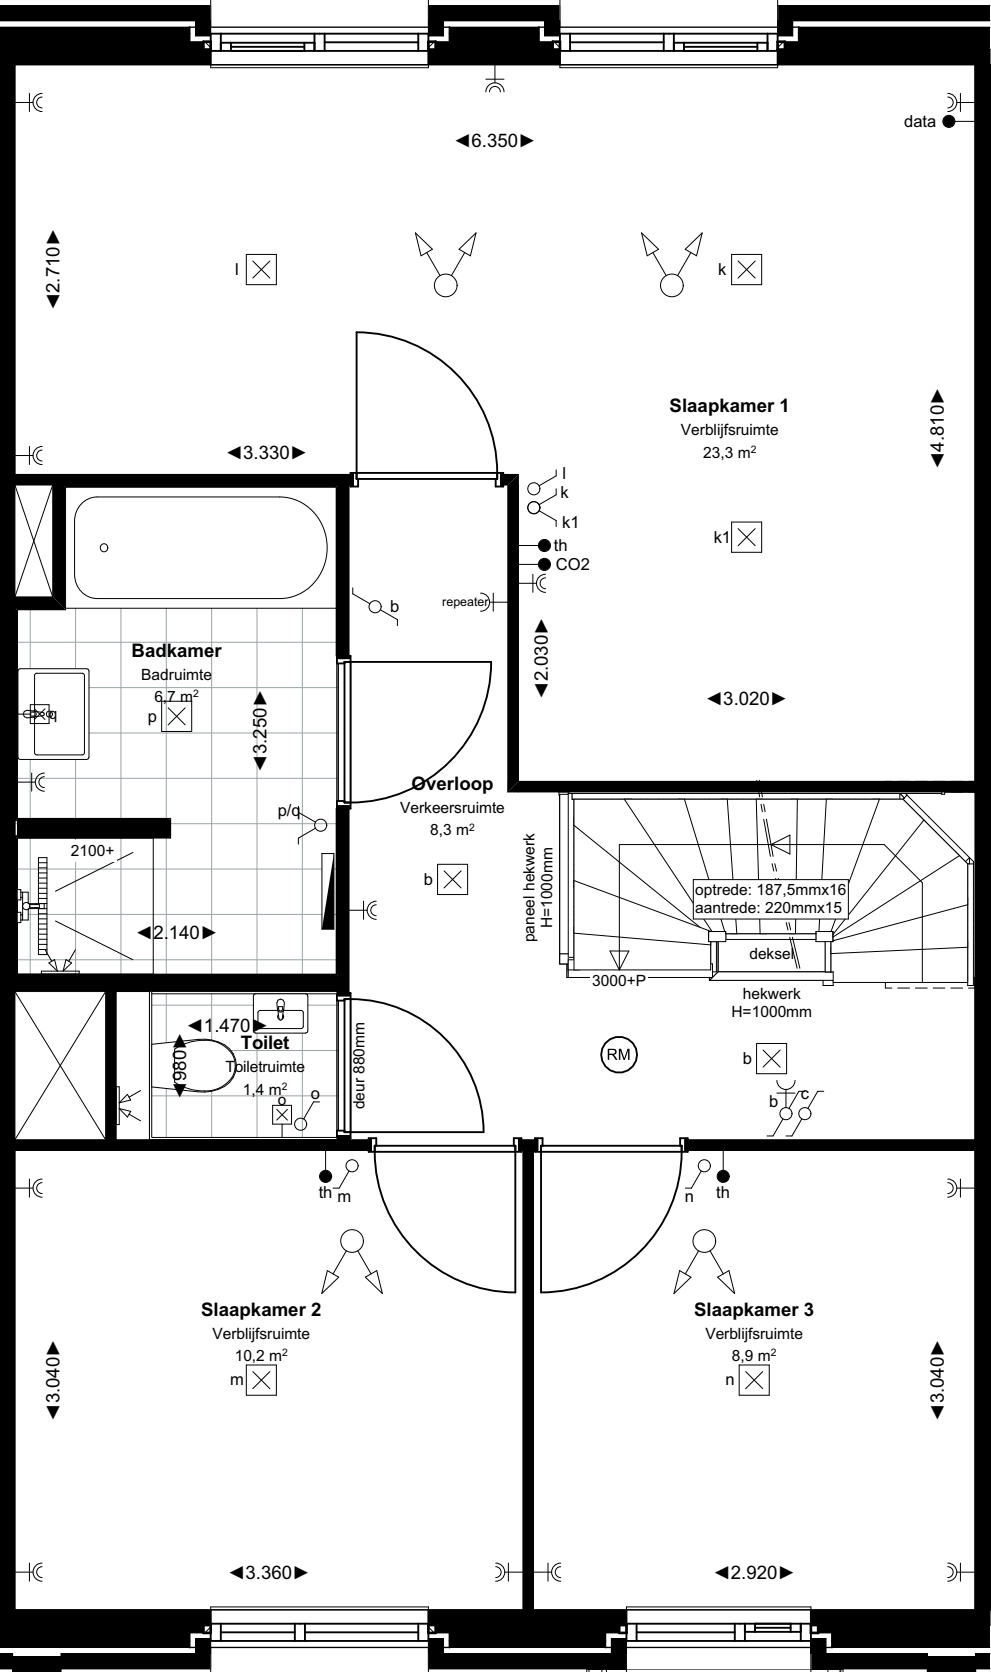 data
6.350
2.710
l
k
Slaapkamer 1
Verblijfsruimte
23,3 m²
4.810
3.330
l
k
k1
k1
th
CO2
repeater
b
2.030
3.020
Badkamer
Badruimte
6,7 m²
q
p
3.250
p/q
2100+
2.140
Overloop
Verkeersruimte
8,3 m²
b
paneel hekwerk
H=1000mm
optrede: 187,5mmx16
aantrede: 220mmx15
deksel
3000+P
hekwerk
H=1000mm
1.470
Toilet
980
Toiletruimte
1,4 m²
o
o
deur 880mm
RM
b
b
c
th
m
n
th
Slaapkamer 2
Verblijfsruimte
10,2 m²
m
3.040
Slaapkamer 3
Verblijfsruimte
8,9 m²
n
3.040
3.360
2.920